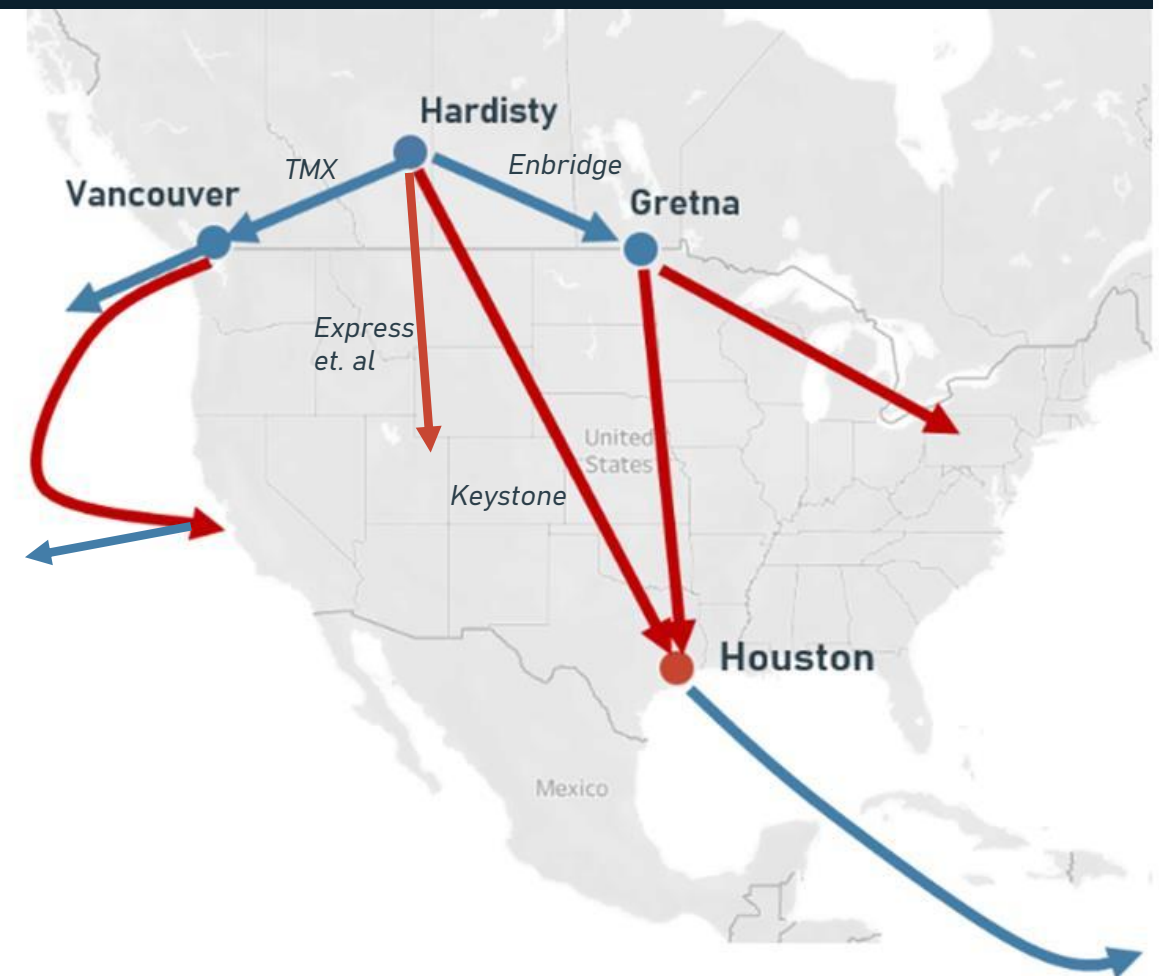 Hardisty
TMX
Enbridge
Vancouver
Gretna
Express
et. al
United
States
Keystone
Houston
Mexico